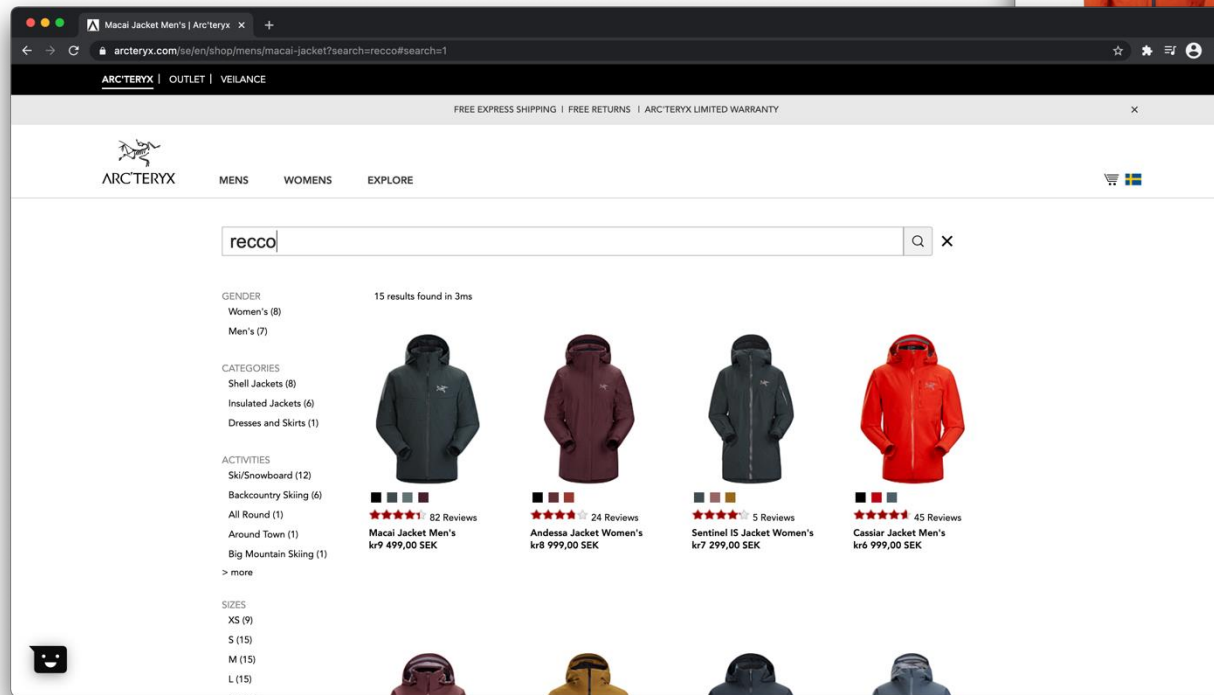 Macai Jacket Men's | Arc'teryx
arcteryx.com/se/en/shop/mens/macai-jacket?search=recco#search=1
ARC'TERYX | OUTLET | VEILANCE
FREE EXPRESS SHIPPING | FREE RETURNS | ARC'TERYX LIMITED WARRANTY
ARC'TERYX
MENS WOMENS EXPLORE
recco
GENDER
Women's (8)
Men's (7)
CATEGORIES
Shell Jackets (8)
Insulated Jackets (6)
Dresses and Skirts (1)
ACTIVITIES
Ski/Snowboard (12)
Backcountry Skiing (6)
All Round (1)
Around Town (1)
Big Mountain Skiing (1)
> more
SIZES
XS (9)
S (15)
M (15)
L (15)
15 results found in 3ms
82 Reviews
Macai Jacket Men's
kr9 499,00 SEK
24 Reviews
Andessa Jacket Women's
kr8 999,00 SEK
5 Reviews
Sentinel IS Jacket Women's
kr7 299,00 SEK
45 Reviews
Cassiar Jacket Men's
kr6 999,00 SEK